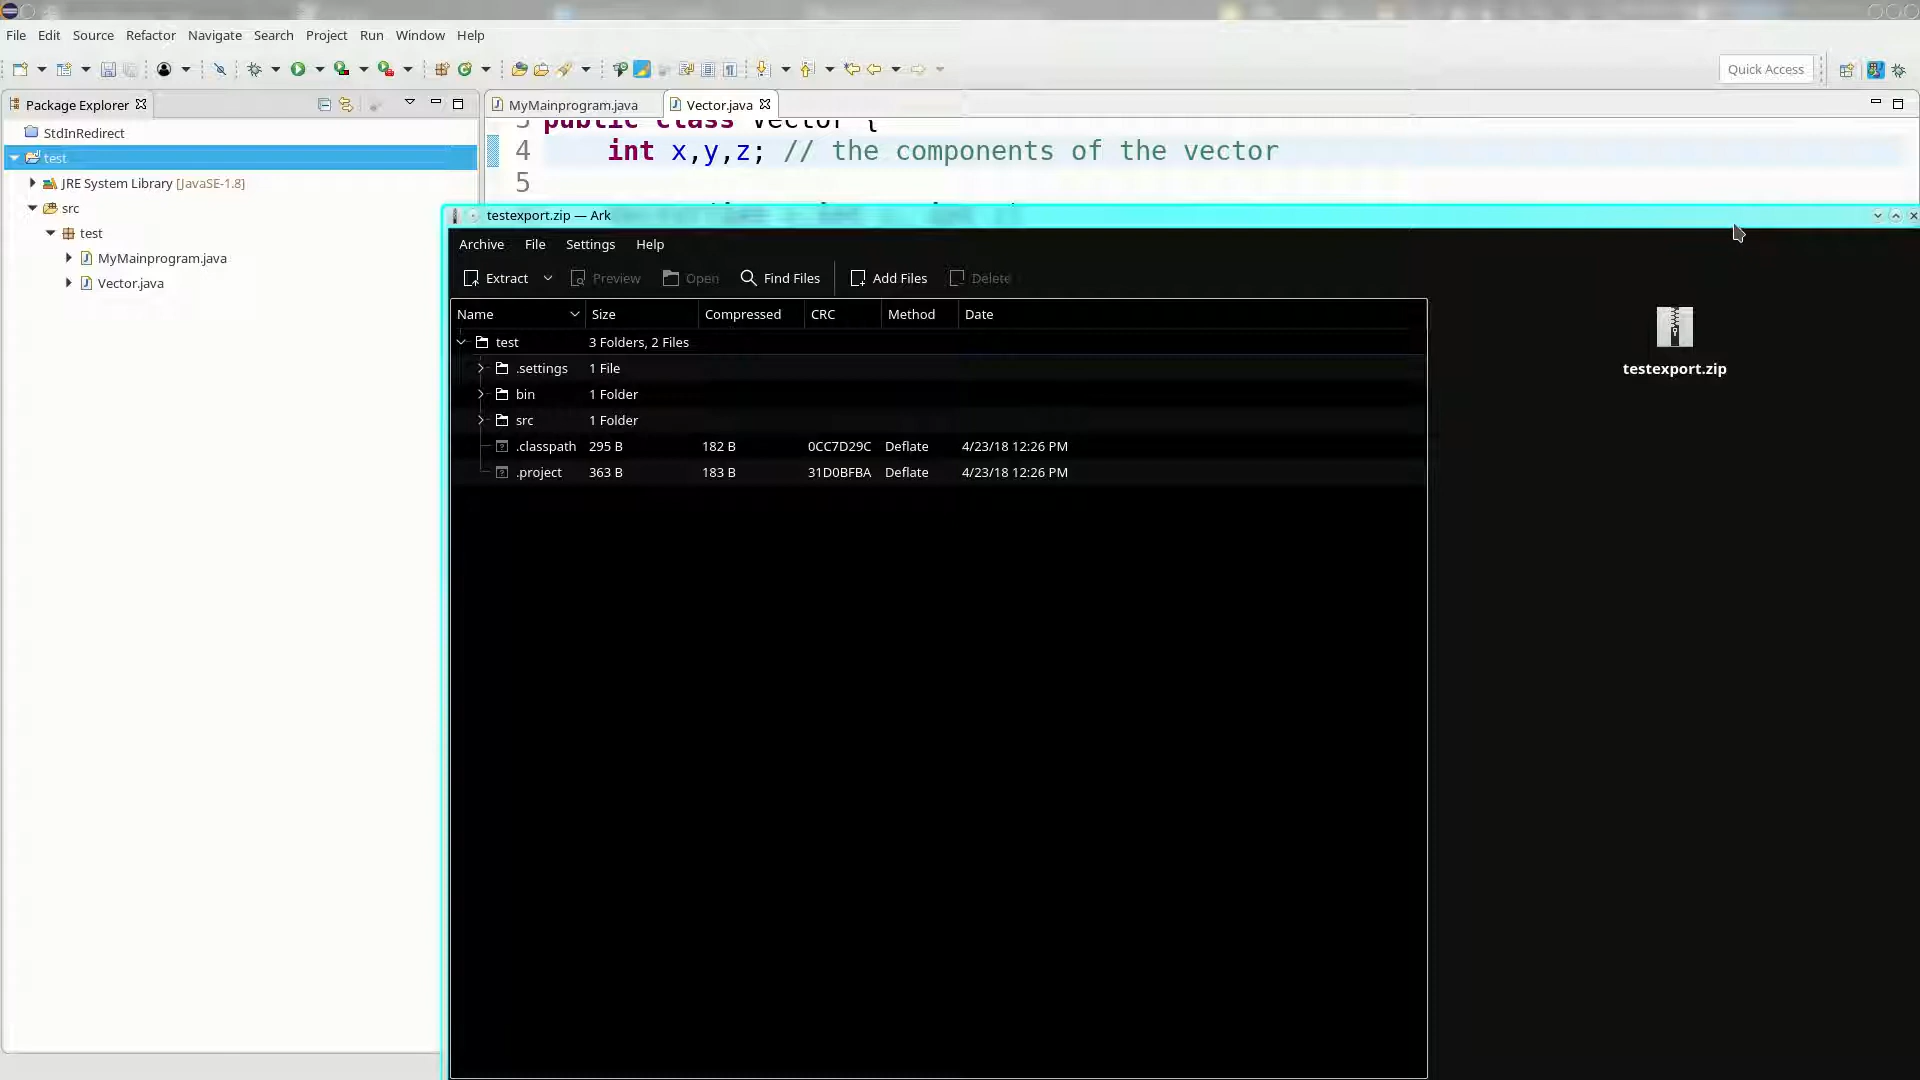 File Edit Source Refactor Navigate Search Project Run Window Help
Quick Access
Package Explorer
StdInRedirect
test
JRE System Library [JavaSE-1.8]
src
test
MyMainprogram.java
Vector.java
MyMainprogram.java Vector.java
3 public class Vector {
4 int x,y,z; // the components of the vector
5
testexport.zip — Ark
Archive File Settings Help
Extract Preview Open Find Files Add Files Delete
Name Size Compressed CRC Method Date
test 3 Folders, 2 Files
.settings 1 File
bin 1 Folder
src 1 Folder
.classpath 295 B 182 B 0CC7D29C Deflate 4/23/18 12:26 PM
.project 363 B 183 B 31D0BFBA Deflate 4/23/18 12:26 PM
testexport.zip